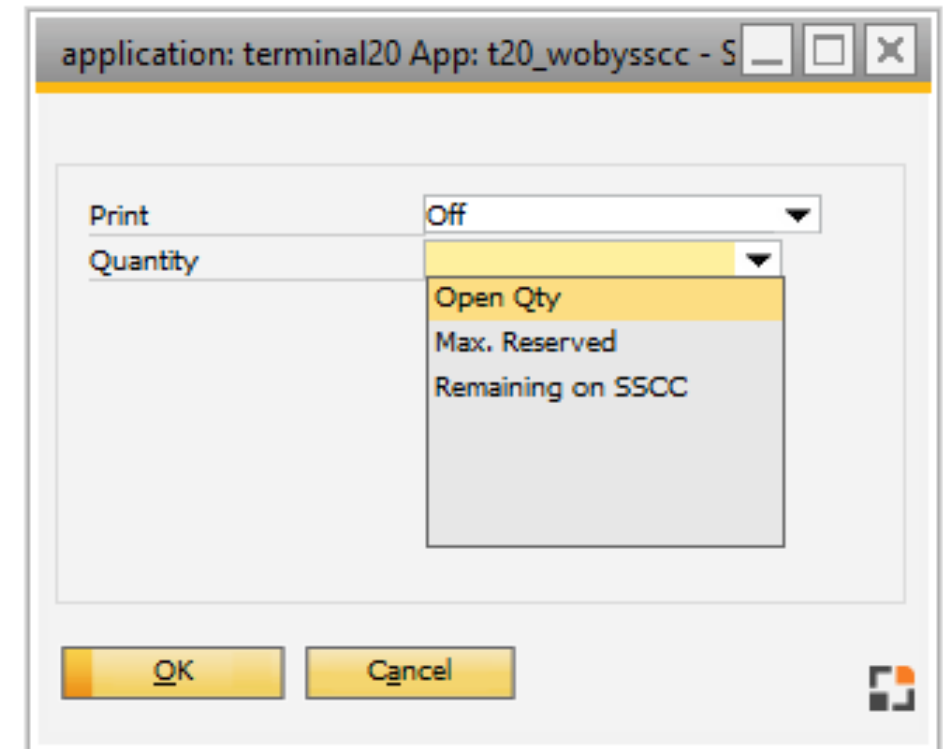 application: terminal20 App: t20_wobysscc - S
Print Off
Quantity
Open Qty
Max. Reserved
Remaining on SSCC
OK Cancel